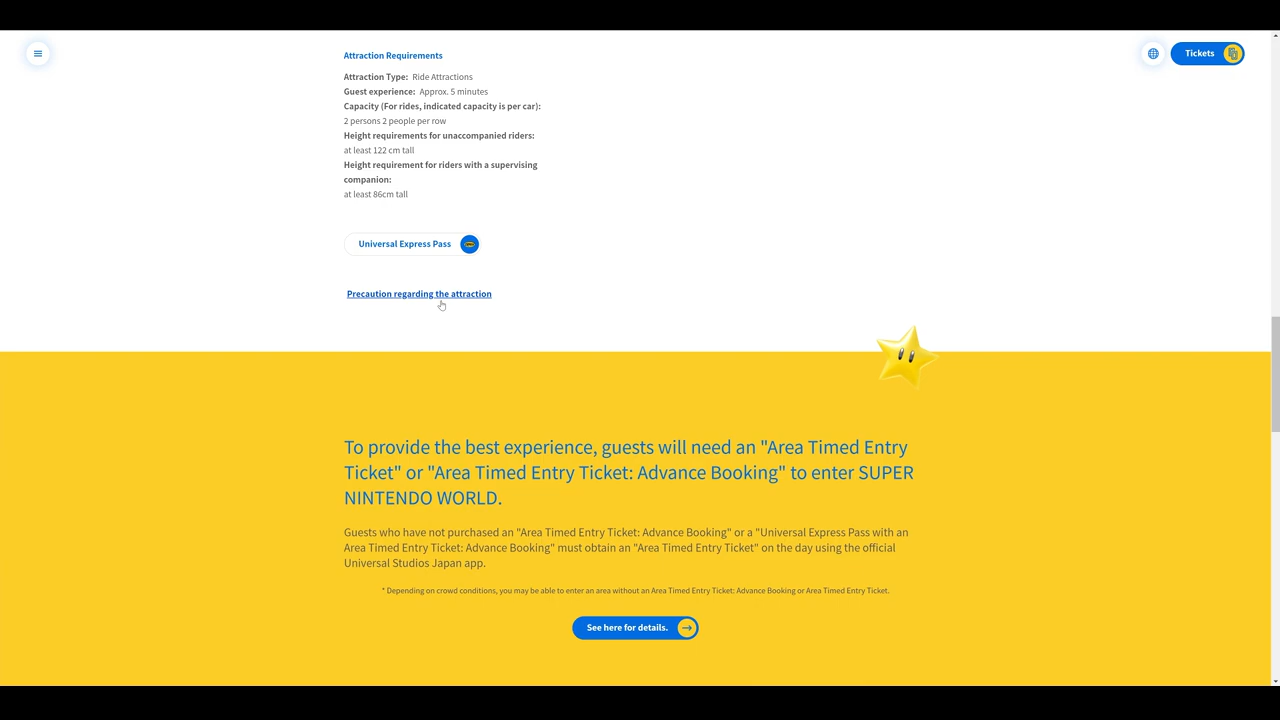 Tickets
Attraction Requirements
Attraction Type: Ride Attractions
Guest experience: Approx. 5 minutes
Capacity (For rides, indicated capacity is per car):
2 persons 2 people per row
Height requirements for unaccompanied riders:
at least 122 cm tall
Height requirement for riders with a supervising
companion:
at least 86cm tall
Universal Express Pass
Precaution regarding the attraction
To provide the best experience, guests will need an "Area Timed Entry
Ticket" or "Area Timed Entry Ticket: Advance Booking" to enter SUPER
NINTENDO WORLD.
Guests who have not purchased an "Area Timed Entry Ticket: Advance Booking" or a "Universal Express Pass with an
Area Timed Entry Ticket: Advance Booking" must obtain an "Area Timed Entry Ticket" on the day using the official
Universal Studios Japan app.
* Depending on crowd conditions, you may be able to enter an area without an Area Timed Entry Ticket: Advance Booking or Area Timed Entry Ticket.
See here for details.